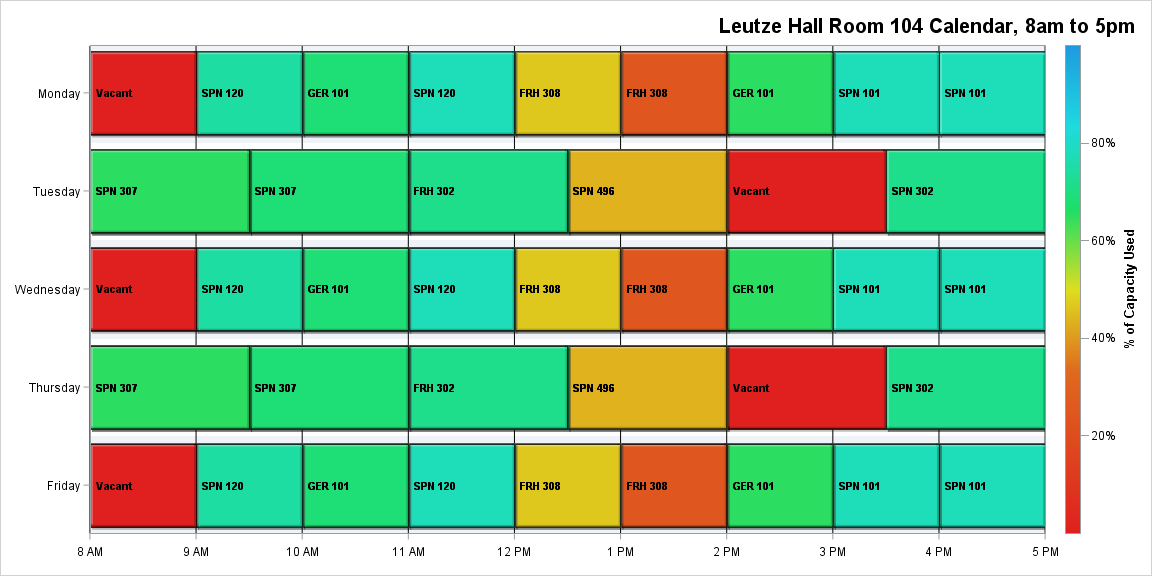 Leutze Hall Room 104 Calendar, 8am to 5pm
Monday
Vacant
SPN 120
GER 101
SPN 120
FRH 308
FRH 308
GER 101
SPN 101
SPN 101
Tuesday
SPN 307
SPN 307
FRH 302
SPN 496
Vacant
SPN 302
Wednesday
Vacant
SPN 120
GER 101
SPN 120
FRH 308
FRH 308
GER 101
SPN 101
SPN 101
Thursday
SPN 307
SPN 307
FRH 302
SPN 496
Vacant
SPN 302
Friday
Vacant
SPN 120
GER 101
SPN 120
FRH 308
FRH 308
GER 101
SPN 101
SPN 101
8 AM
9 AM
10 AM
11 AM
12 PM
1 PM
2 PM
3 PM
4 PM
5 PM
80%
60%
40%
20%
% of Capacity Used